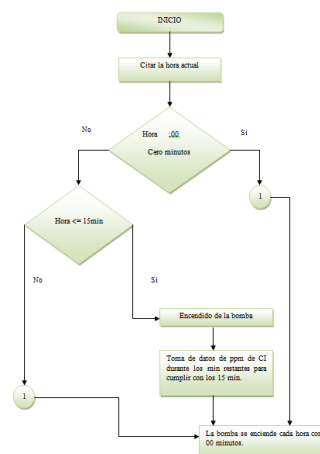 INICIO
Citar la hora actual
No
Hora :00
Si
Cero minutos
1
Hora <= 15min
No
Si
Encendido de la bomba
Toma de datos de ppm de CI
durante los min restantes para
cumplir con los 15 min.
1
La bomba se enciende cada hora con
00 minutos.